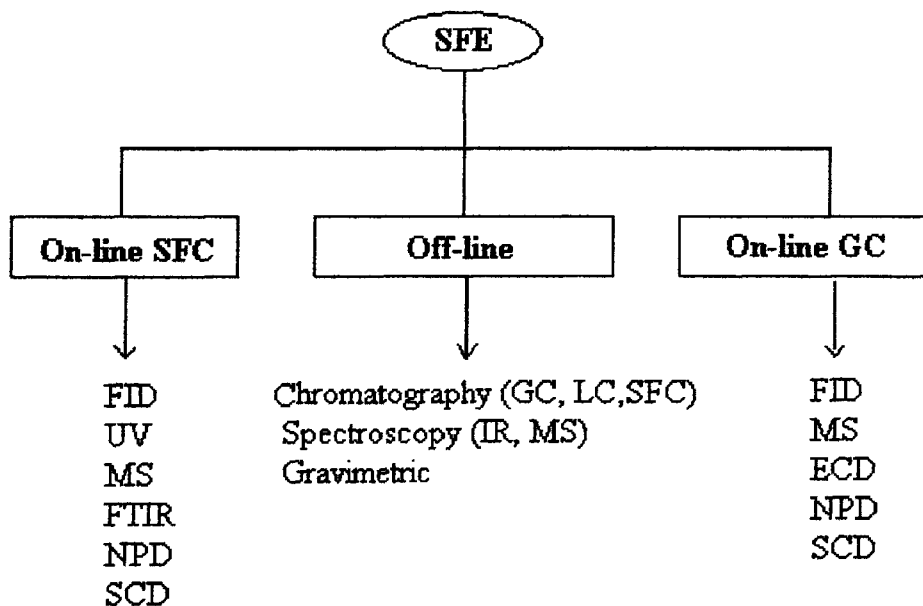 SFE
On-line SFC
Off-line
On-line GC
FID
UV
MS
FTIR
NPD
SCD
Chromatography (GC, LC,SFC)
Spectroscopy (IR, MS)
Gravimetric
FID
MS
ECD
NPD
SCD